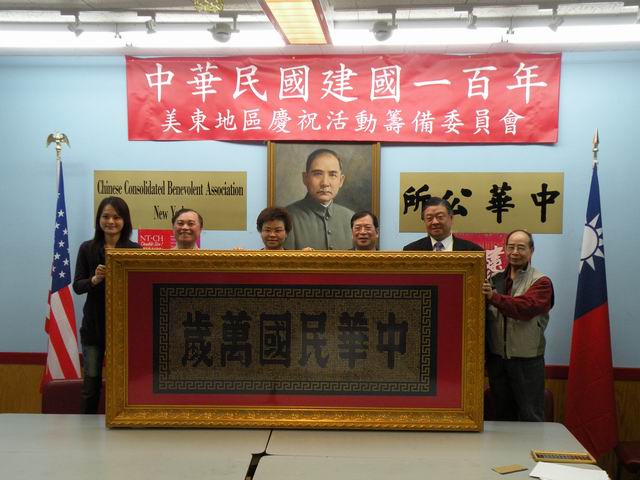 中華民國建國一百年
美東地區慶祝活動籌備委員會
Chinese Consolidated Benevolent Association
New York
所公華中
NT-CH
歲萬國民華中